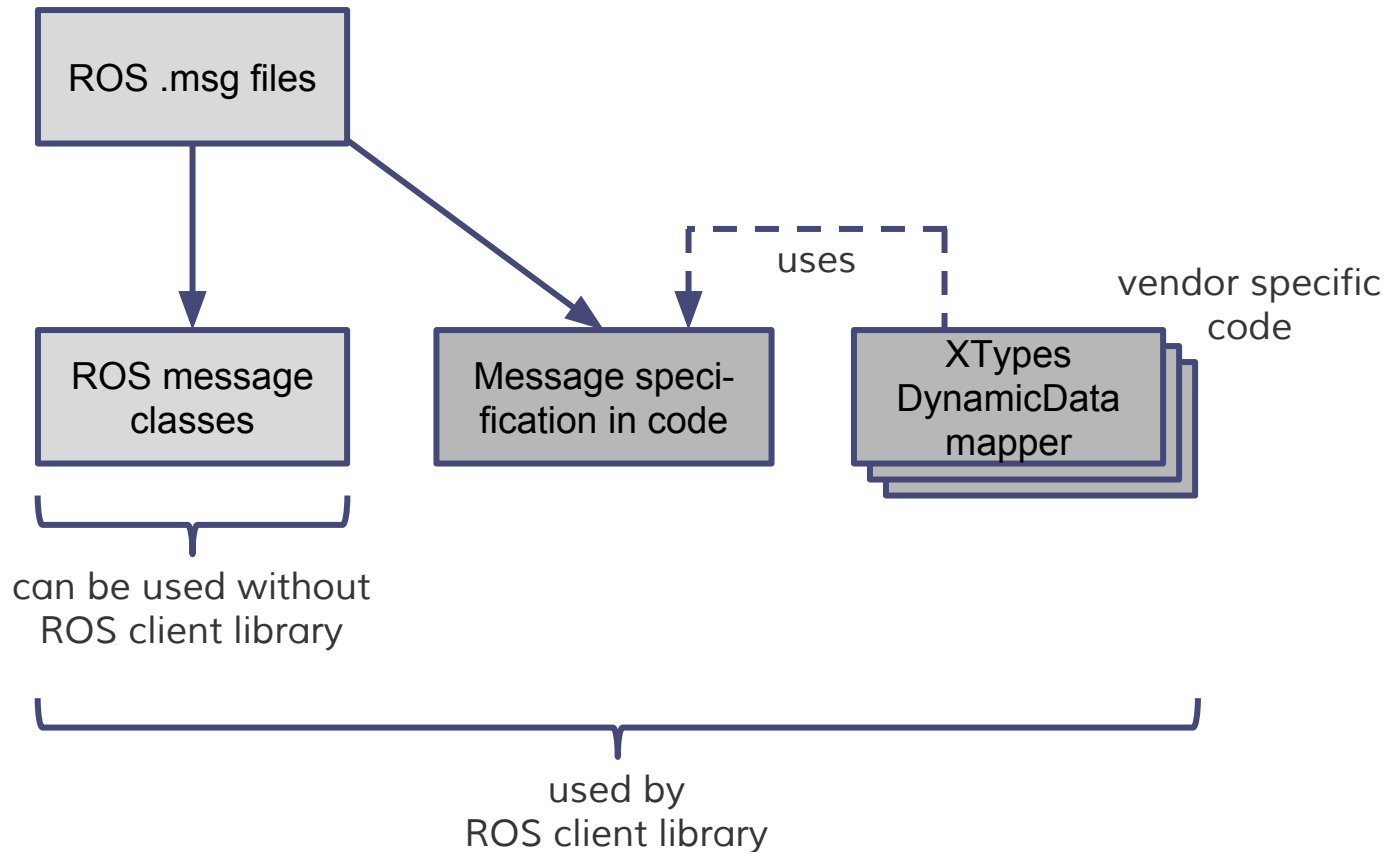 ROS .msg files
uses
vendor specific
code
ROS message
classes
Message speci-
fication in code
XTypes
DynamicData
mapper
can be used without
ROS client library
used by
ROS client library